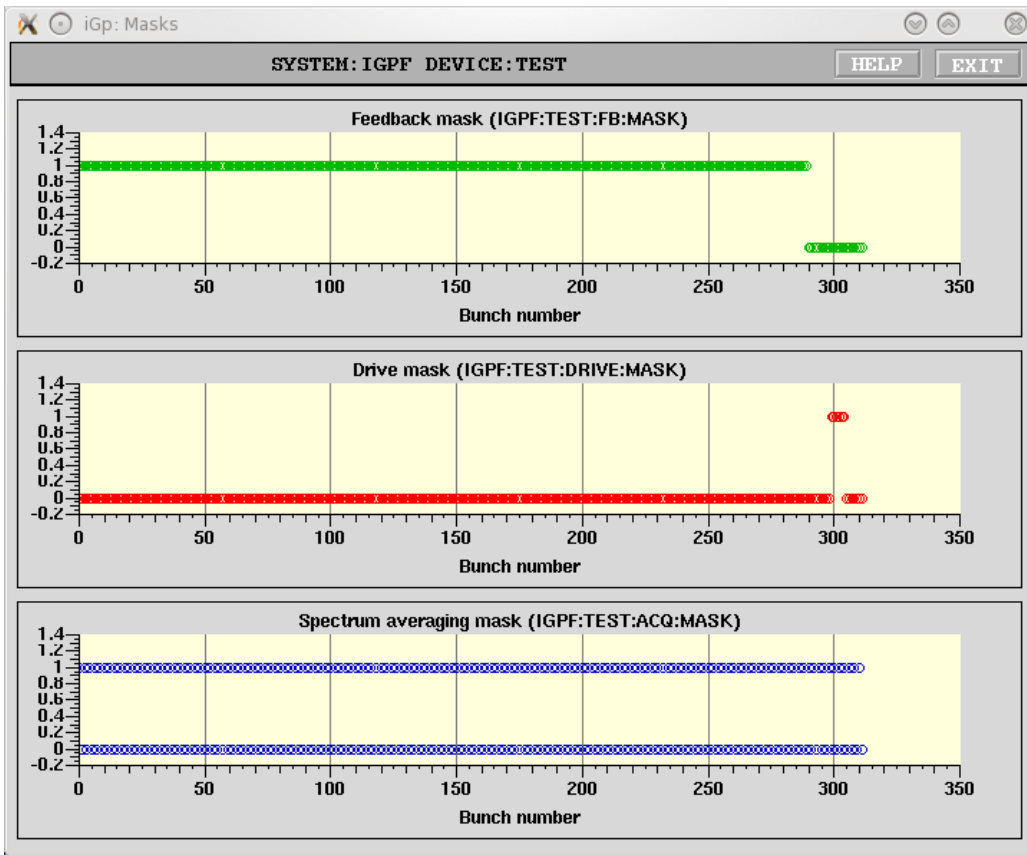 iGp: Masks
SYSTEM:IGPF DEVICE:TEST
HELP
EXIT
Feedback mask (IGPF:TEST:FB:MASK)
1.4
1.2
1
0.8
0.6
0.4
0.2
0
-0.2
0 50 100 150 200 250 300 350
Bunch number
Drive mask (IGPF:TEST:DRIVE:MASK)
1.4
1.2
1
0.8
0.6
0.4
0.2
0
-0.2
0 50 100 150 200 250 300 350
Bunch number
Spectrum averaging mask (IGPF:TEST:ACQ:MASK)
1.4
1.2
1
0.8
0.6
0.4
0.2
0
-0.2
0 50 100 150 200 250 300 350
Bunch number